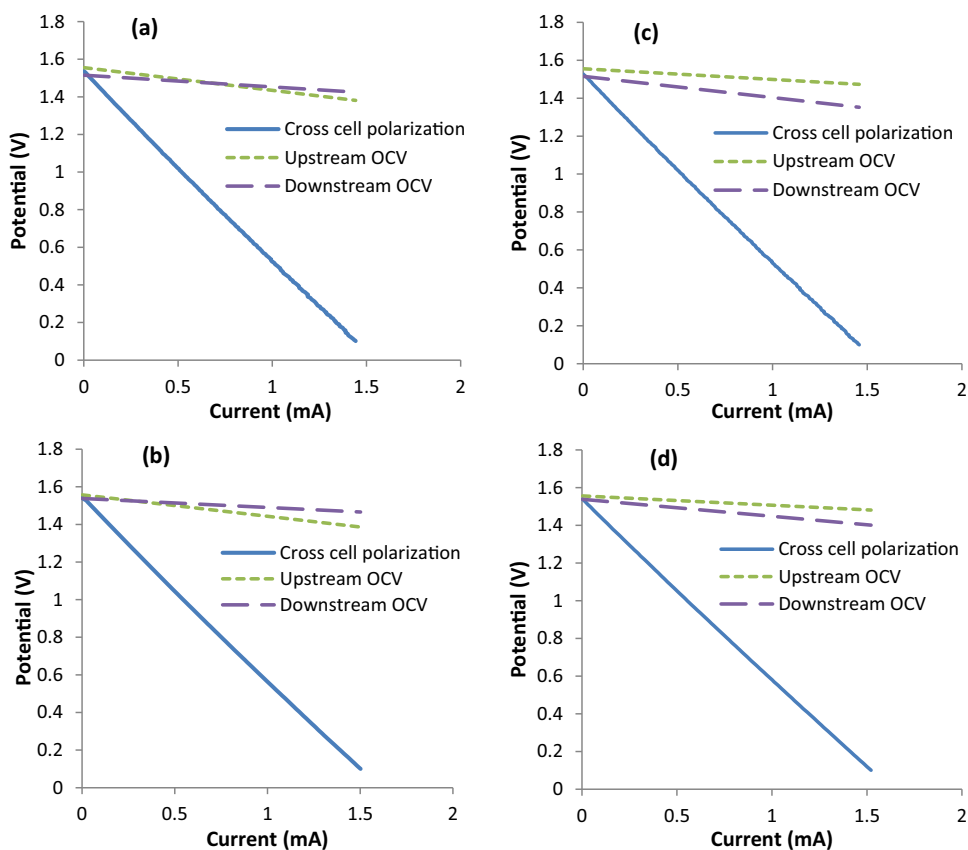 (a)
Potential (V)
1.8
1.6
1.4
1.2
1
0.8
0.6
0.4
0.2
0
Cross cell polarization
Upstream OCV
Downstream OCV
0 0.5 1 1.5 2
Current (mA)
(c)
Potential (V)
1.8
1.6
1.4
1.2
1
0.8
0.6
0.4
0.2
0
Cross cell polarization
Upstream OCV
Downstream OCV
0 0.5 1 1.5 2
Current (mA)
(b)
Potential (V)
1.8
1.6
1.4
1.2
1
0.8
0.6
0.4
0.2
0
Cross cell polarization
Upstream OCV
Downstream OCV
0 0.5 1 1.5 2
Current (mA)
(d)
Potential (V)
1.8
1.6
1.4
1.2
1
0.8
0.6
0.4
0.2
0
Cross cell polarization
Upstream OCV
Downstream OCV
0 0.5 1 1.5 2
Current (mA)